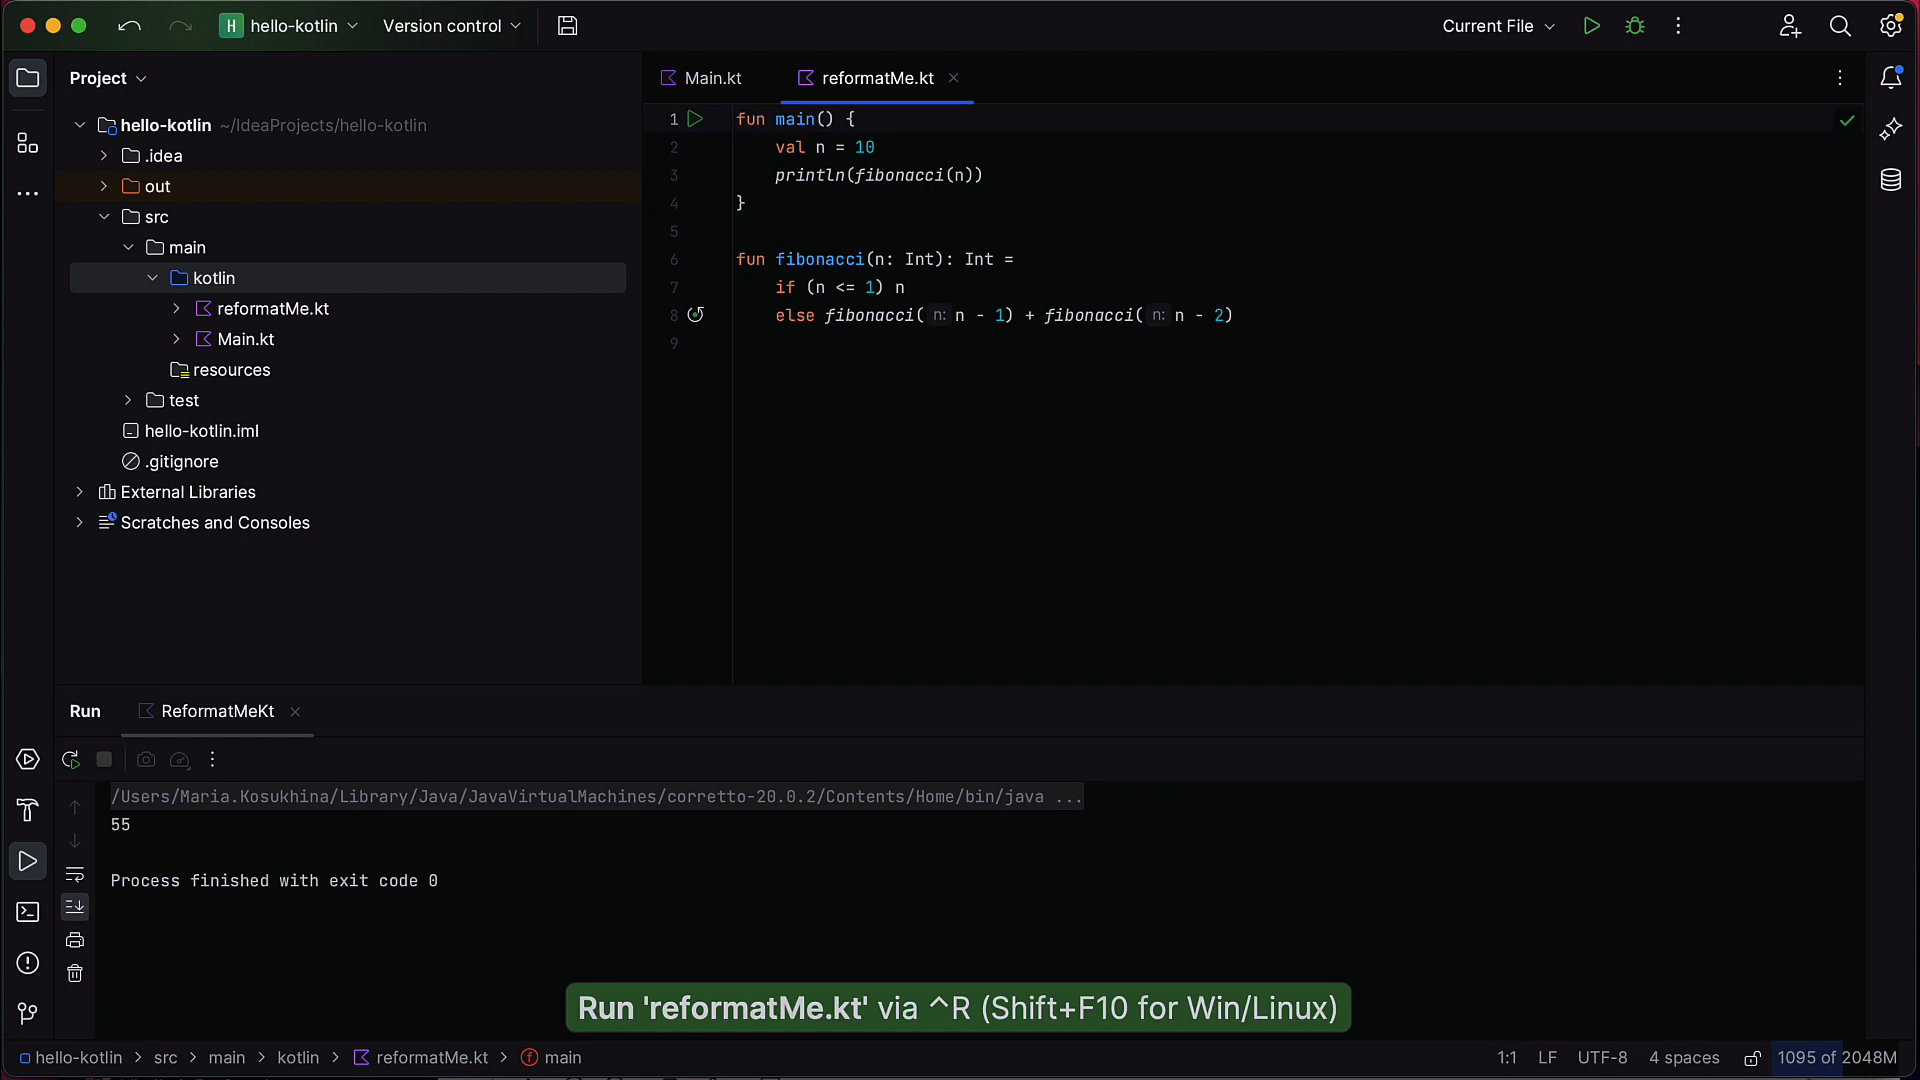 H hello-kotlin Version control Current File
Project
Main.kt reformatMe.kt
hello-kotlin ~/IdeaProjects/hello-kotlin
.idea
out
src
main
kotlin
reformatMe.kt
Main.kt
resources
test
hello-kotlin.iml
.gitignore
External Libraries
Scratches and Consoles
1 fun main() {
2 val n = 10
3 println(fibonacci(n))
4 }
5
6 fun fibonacci(n: Int): Int =
7 if (n <= 1) n
8 else fibonacci( n: n - 1) + fibonacci( n: n - 2)
9
Run ReformatMeKt
/Users/Maria.Kosukhina/Library/Java/JavaVirtualMachines/corretto-20.0.2/Contents/Home/bin/java ...
55
Process finished with exit code 0
Run 'reformatMe.kt' via ^R (Shift+F10 for Win/Linux)
hello-kotlin > src > main > kotlin > reformatMe.kt > f main 1:1 LF UTF-8 4 spaces 1095 of 2048M